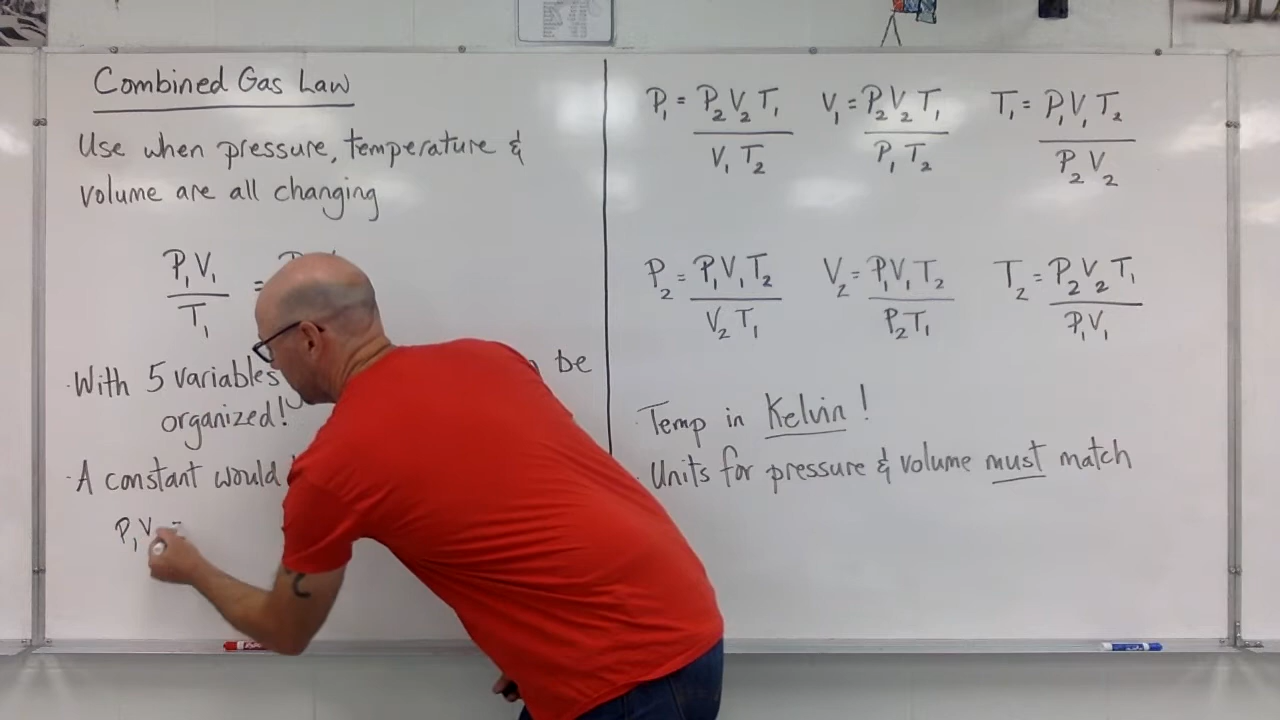 Combined Gas Law
Use when pressure, temperature &
volume are all changing
P₁V₁ / T₁ =
·With 5 variables be
organized!
·A constant would
P₁V =
P₁ = P₂V₂T₁ / V₁T₂
V₁ = P₂V₂T₁ / P₁T₂
T₁ = P₁V₁T₂ / P₂V₂
P₂ = P₁V₁T₂ / V₂T₁
V₂ = P₁V₁T₂ / P₂T₁
T₂ = P₂V₂T₁ / P₁V₁
·Temp in Kelvin!
·Units for pressure & volume must match